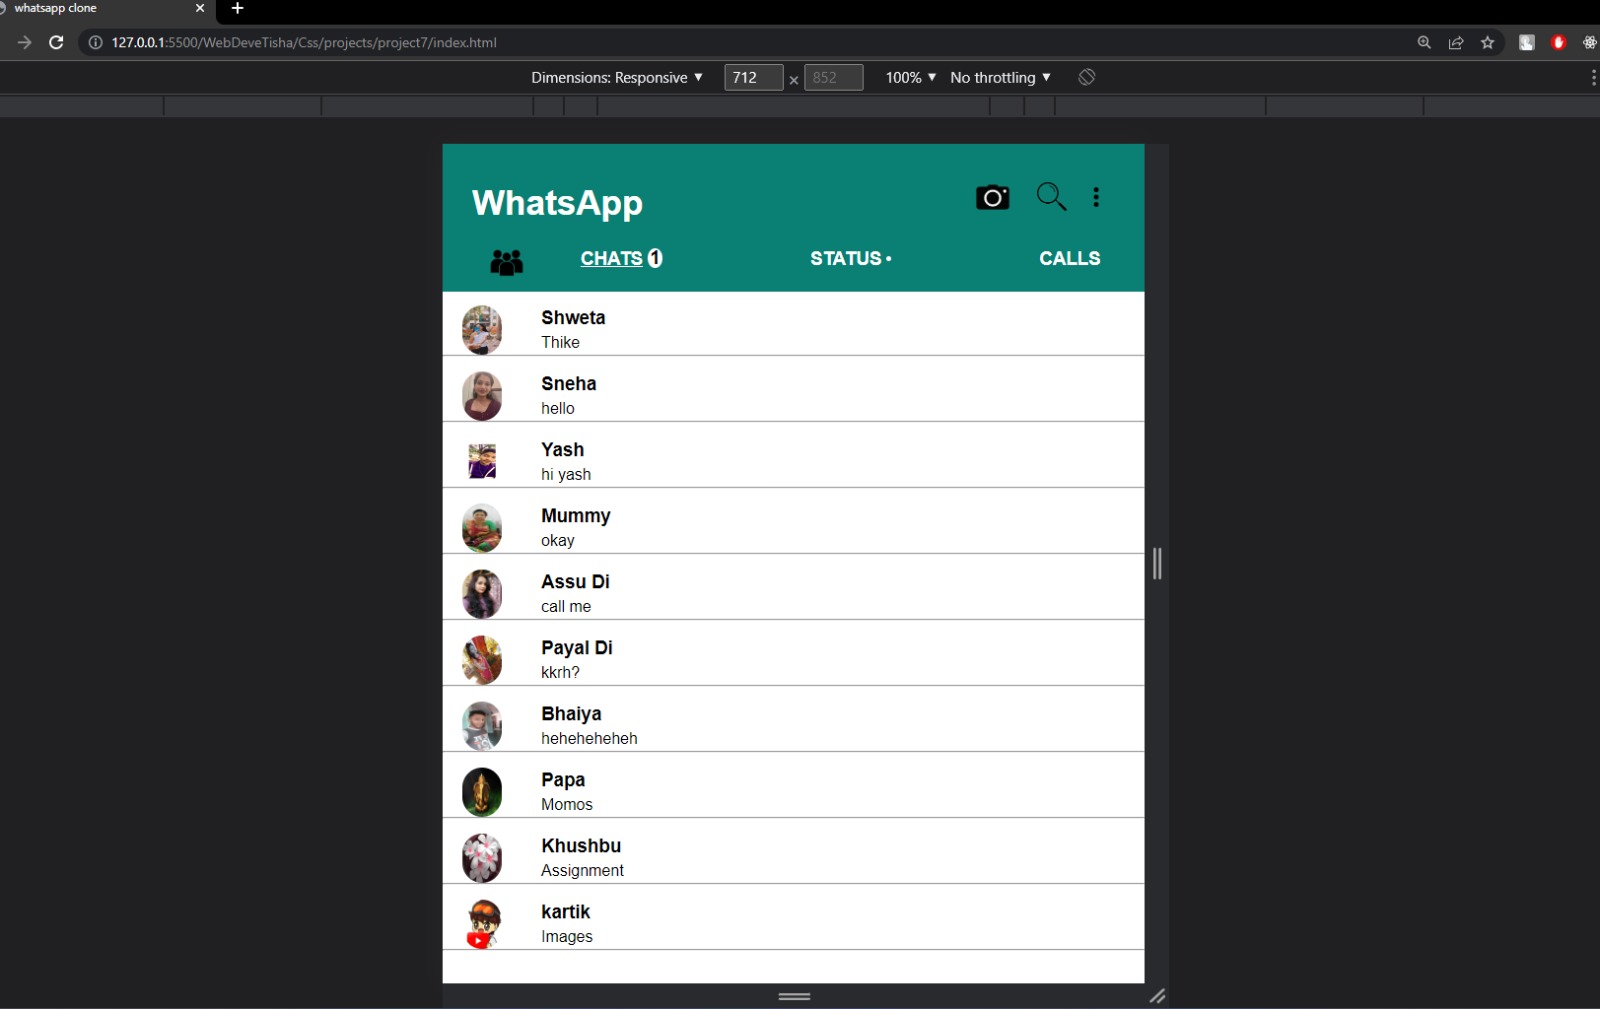 whatsapp clone
127.0.0.1:5500/WebDeveTisha/Css/projects/project7/index.html
Dimensions: Responsive ▼ 712 × 852 100% ▼ No throttling ▼
WhatsApp
CHATS 1 STATUS • CALLS
Shweta
Thike
Sneha
hello
Yash
hi yash
Mummy
okay
Assu Di
call me
Payal Di
kkrh?
Bhaiya
heheheheheh
Papa
Momos
Khushbu
Assignment
kartik
Images